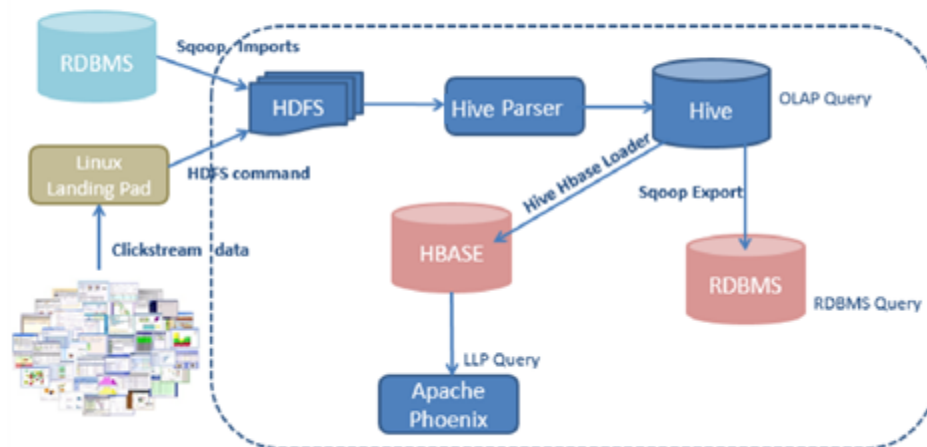 RDBMS
Sqoop Imports
HDFS
Hive Parser
Hive
OLAP Query
Linux
Landing Pad
HDFS command
Hive Hbase Loader
Sqoop Export
Clickstream data
HBASE
RDBMS
RDBMS Query
LLP Query
Apache
Phoenix